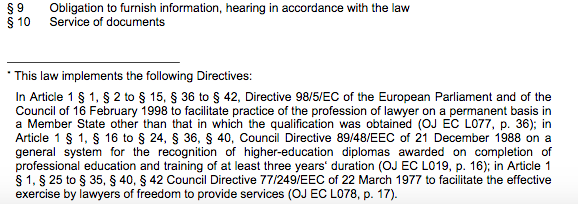 § 9 Obligation to furnish information, hearing in accordance with the law
§ 10 Service of documents
* This law implements the following Directives:
In Article 1 § 1, § 2 to § 15, § 36 to § 42, Directive 98/5/EC of the European Parliament and of the
Council of 16 February 1998 to facilitate practice of the profession of lawyer on a permanent basis in
a Member State other than that in which the qualification was obtained (OJ EC L077, p. 36); in
Article 1 § 1, § 16 to § 24, § 36, § 40, Council Directive 89/48/EEC of 21 December 1988 on a
general system for the recognition of higher-education diplomas awarded on completion of
professional education and training of at least three years' duration (OJ EC L019, p. 16); in Article 1
§ 1, § 25 to § 35, § 40, § 42 Council Directive 77/249/EEC of 22 March 1977 to facilitate the effective
exercise by lawyers of freedom to provide services (OJ EC L078, p. 17).